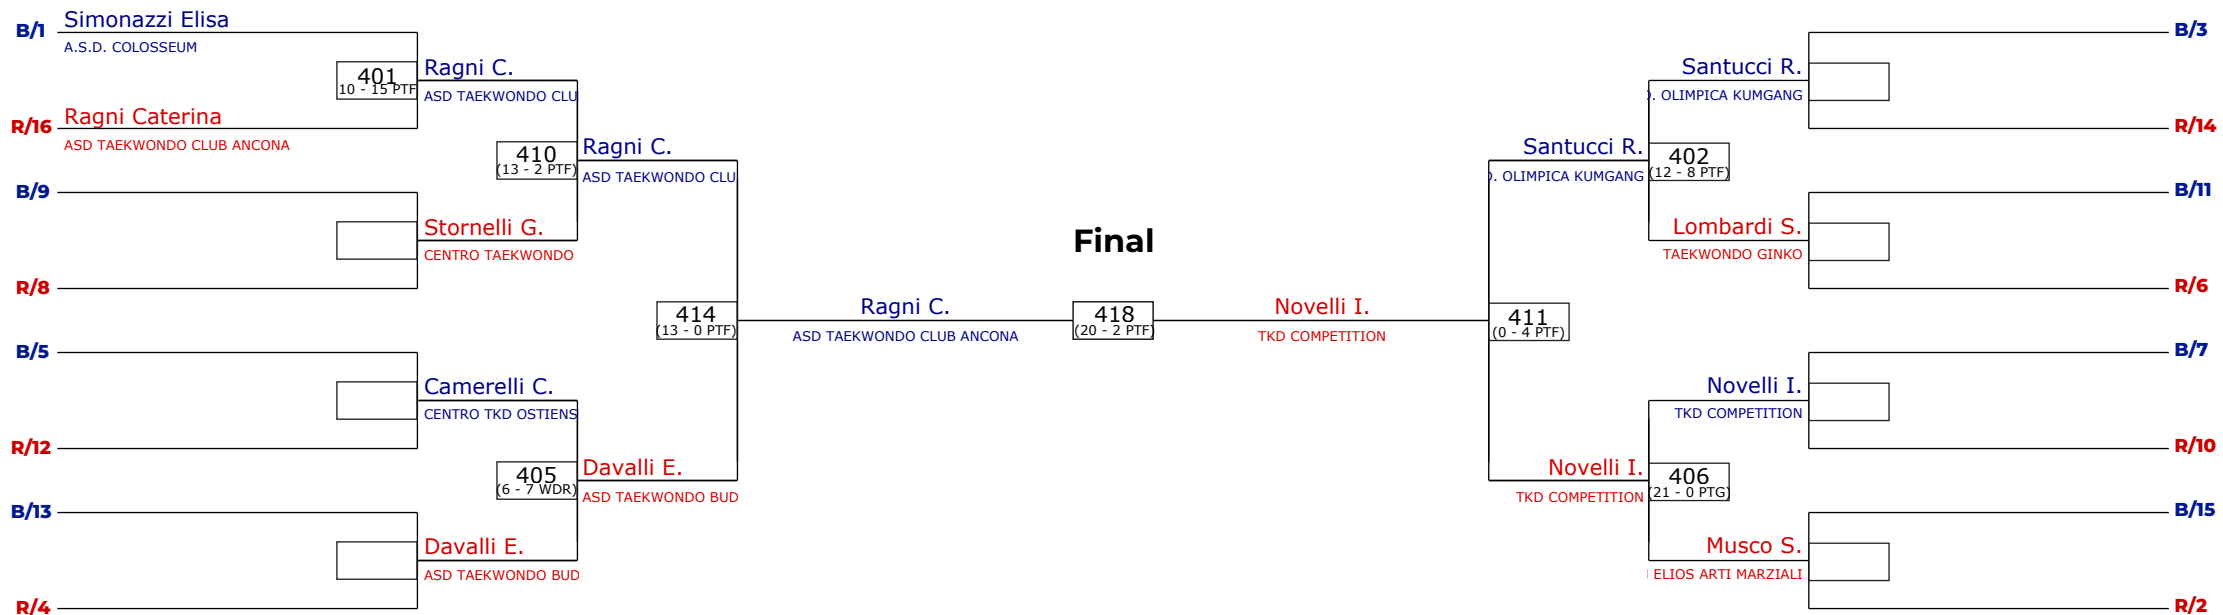 B/1
Simonazzi Elisa
A.S.D. COLOSSEUM
401
10 - 15 PTF
Ragni C.
ASD TAEKWONDO CLU
R/16
Ragni Caterina
ASD TAEKWONDO CLUB ANCONA
410
(13 - 2 PTF)
Ragni C.
ASD TAEKWONDO CLU
B/9
Stornelli G.
CENTRO TAEKWONDO
R/8
414
(13 - 0 PTF)
B/5
Camerelli C.
CENTRO TKD OSTIENS
R/12
405
(6 - 7 WDR)
Davalli E.
ASD TAEKWONDO BUD
B/13
Davalli E.
ASD TAEKWONDO BUD
R/4
Final
Ragni C.
ASD TAEKWONDO CLUB ANCONA
418
(20 - 2 PTF)
Novelli I.
TKD COMPETITION
B/3
Santucci R.
. OLIMPICA KUMGANG
R/14
Santucci R.
. OLIMPICA KUMGANG
402
(12 - 8 PTF)
B/11
Lombardi S.
TAEKWONDO GINKO
R/6
411
(0 - 4 PTF)
B/7
Novelli I.
TKD COMPETITION
R/10
Novelli I.
TKD COMPETITION
406
(21 - 0 PTG)
B/15
Musco S.
ELIOS ARTI MARZIALI
R/2